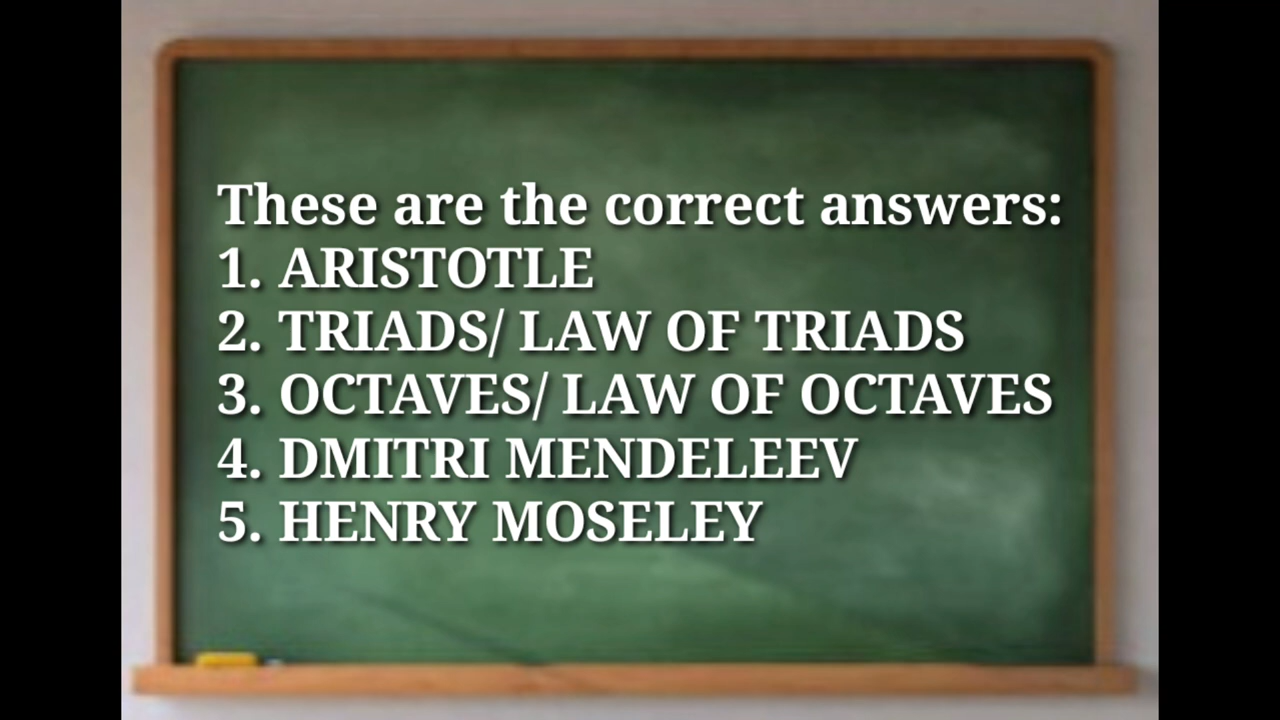 These are the correct answers:
1. ARISTOTLE
2. TRIADS/ LAW OF TRIADS
3. OCTAVES/ LAW OF OCTAVES
4. DMITRI MENDELEEV
5. HENRY MOSELEY